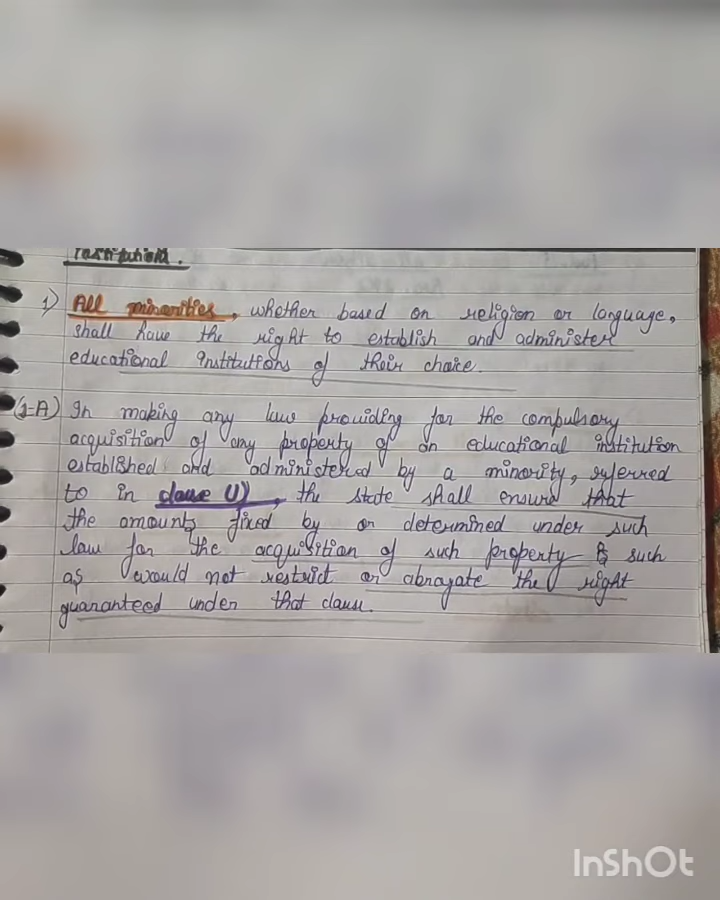 1) All minorities, whether based on religion or language,
shall have the right to establish and administer
educational institutions of their choice.
(1-A) In making any law providing for the compulsory
acquisition of any property of an educational institution
established and administered by a minority, referred
to in clause (1), the state shall ensure that
the amounts fixed by or determined under such
law for the acquisition of such property is such
as would not restrict or abrogate the right
guaranteed under that clause.
InShOt